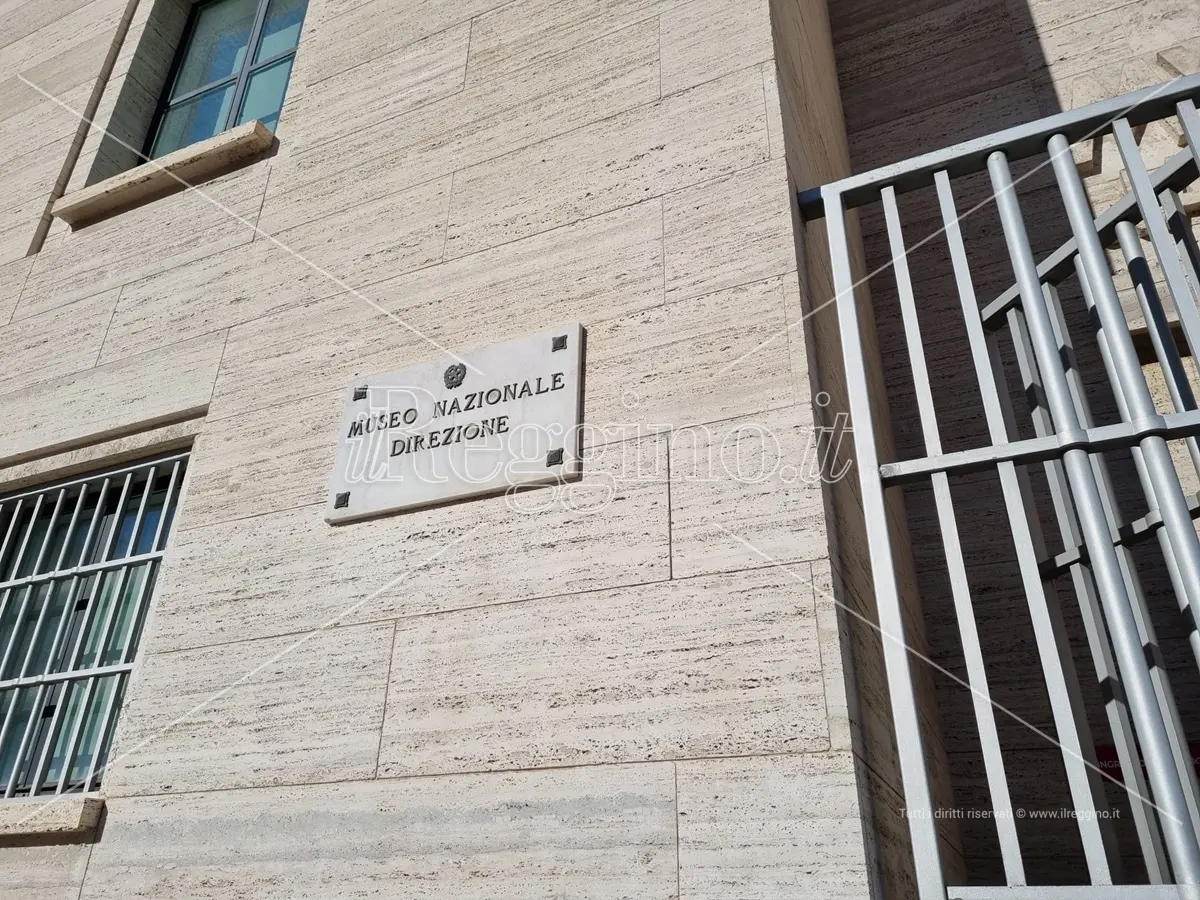 MUSEO NAZIONALE
DIREZIONE
ilReggino.it
Tutti i diritti riservati © www.ilreggino.it